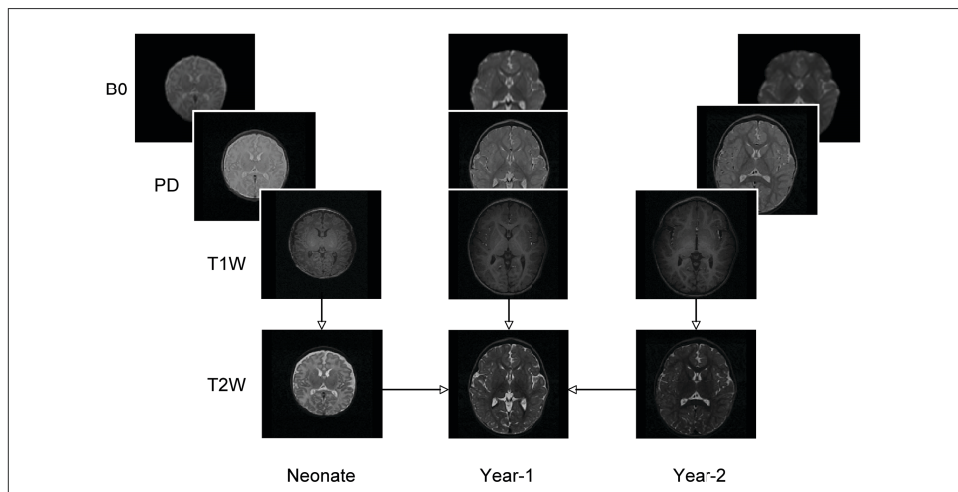 B0
PD
T1W
T2W
Neonate
Year-1
Year-2